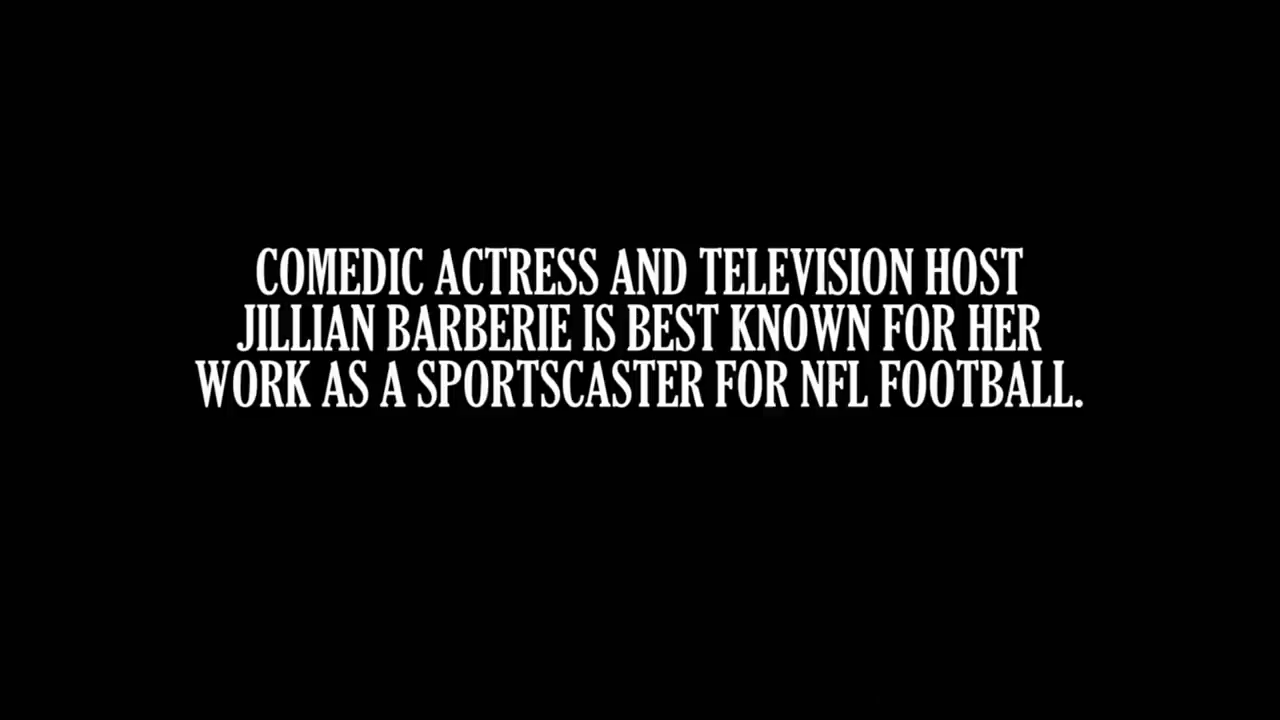 COMEDIC ACTRESS AND TELEVISION HOST
JILLIAN BARBERIE IS BEST KNOWN FOR HER
WORK AS A SPORTSCASTER FOR NFL FOOTBALL.